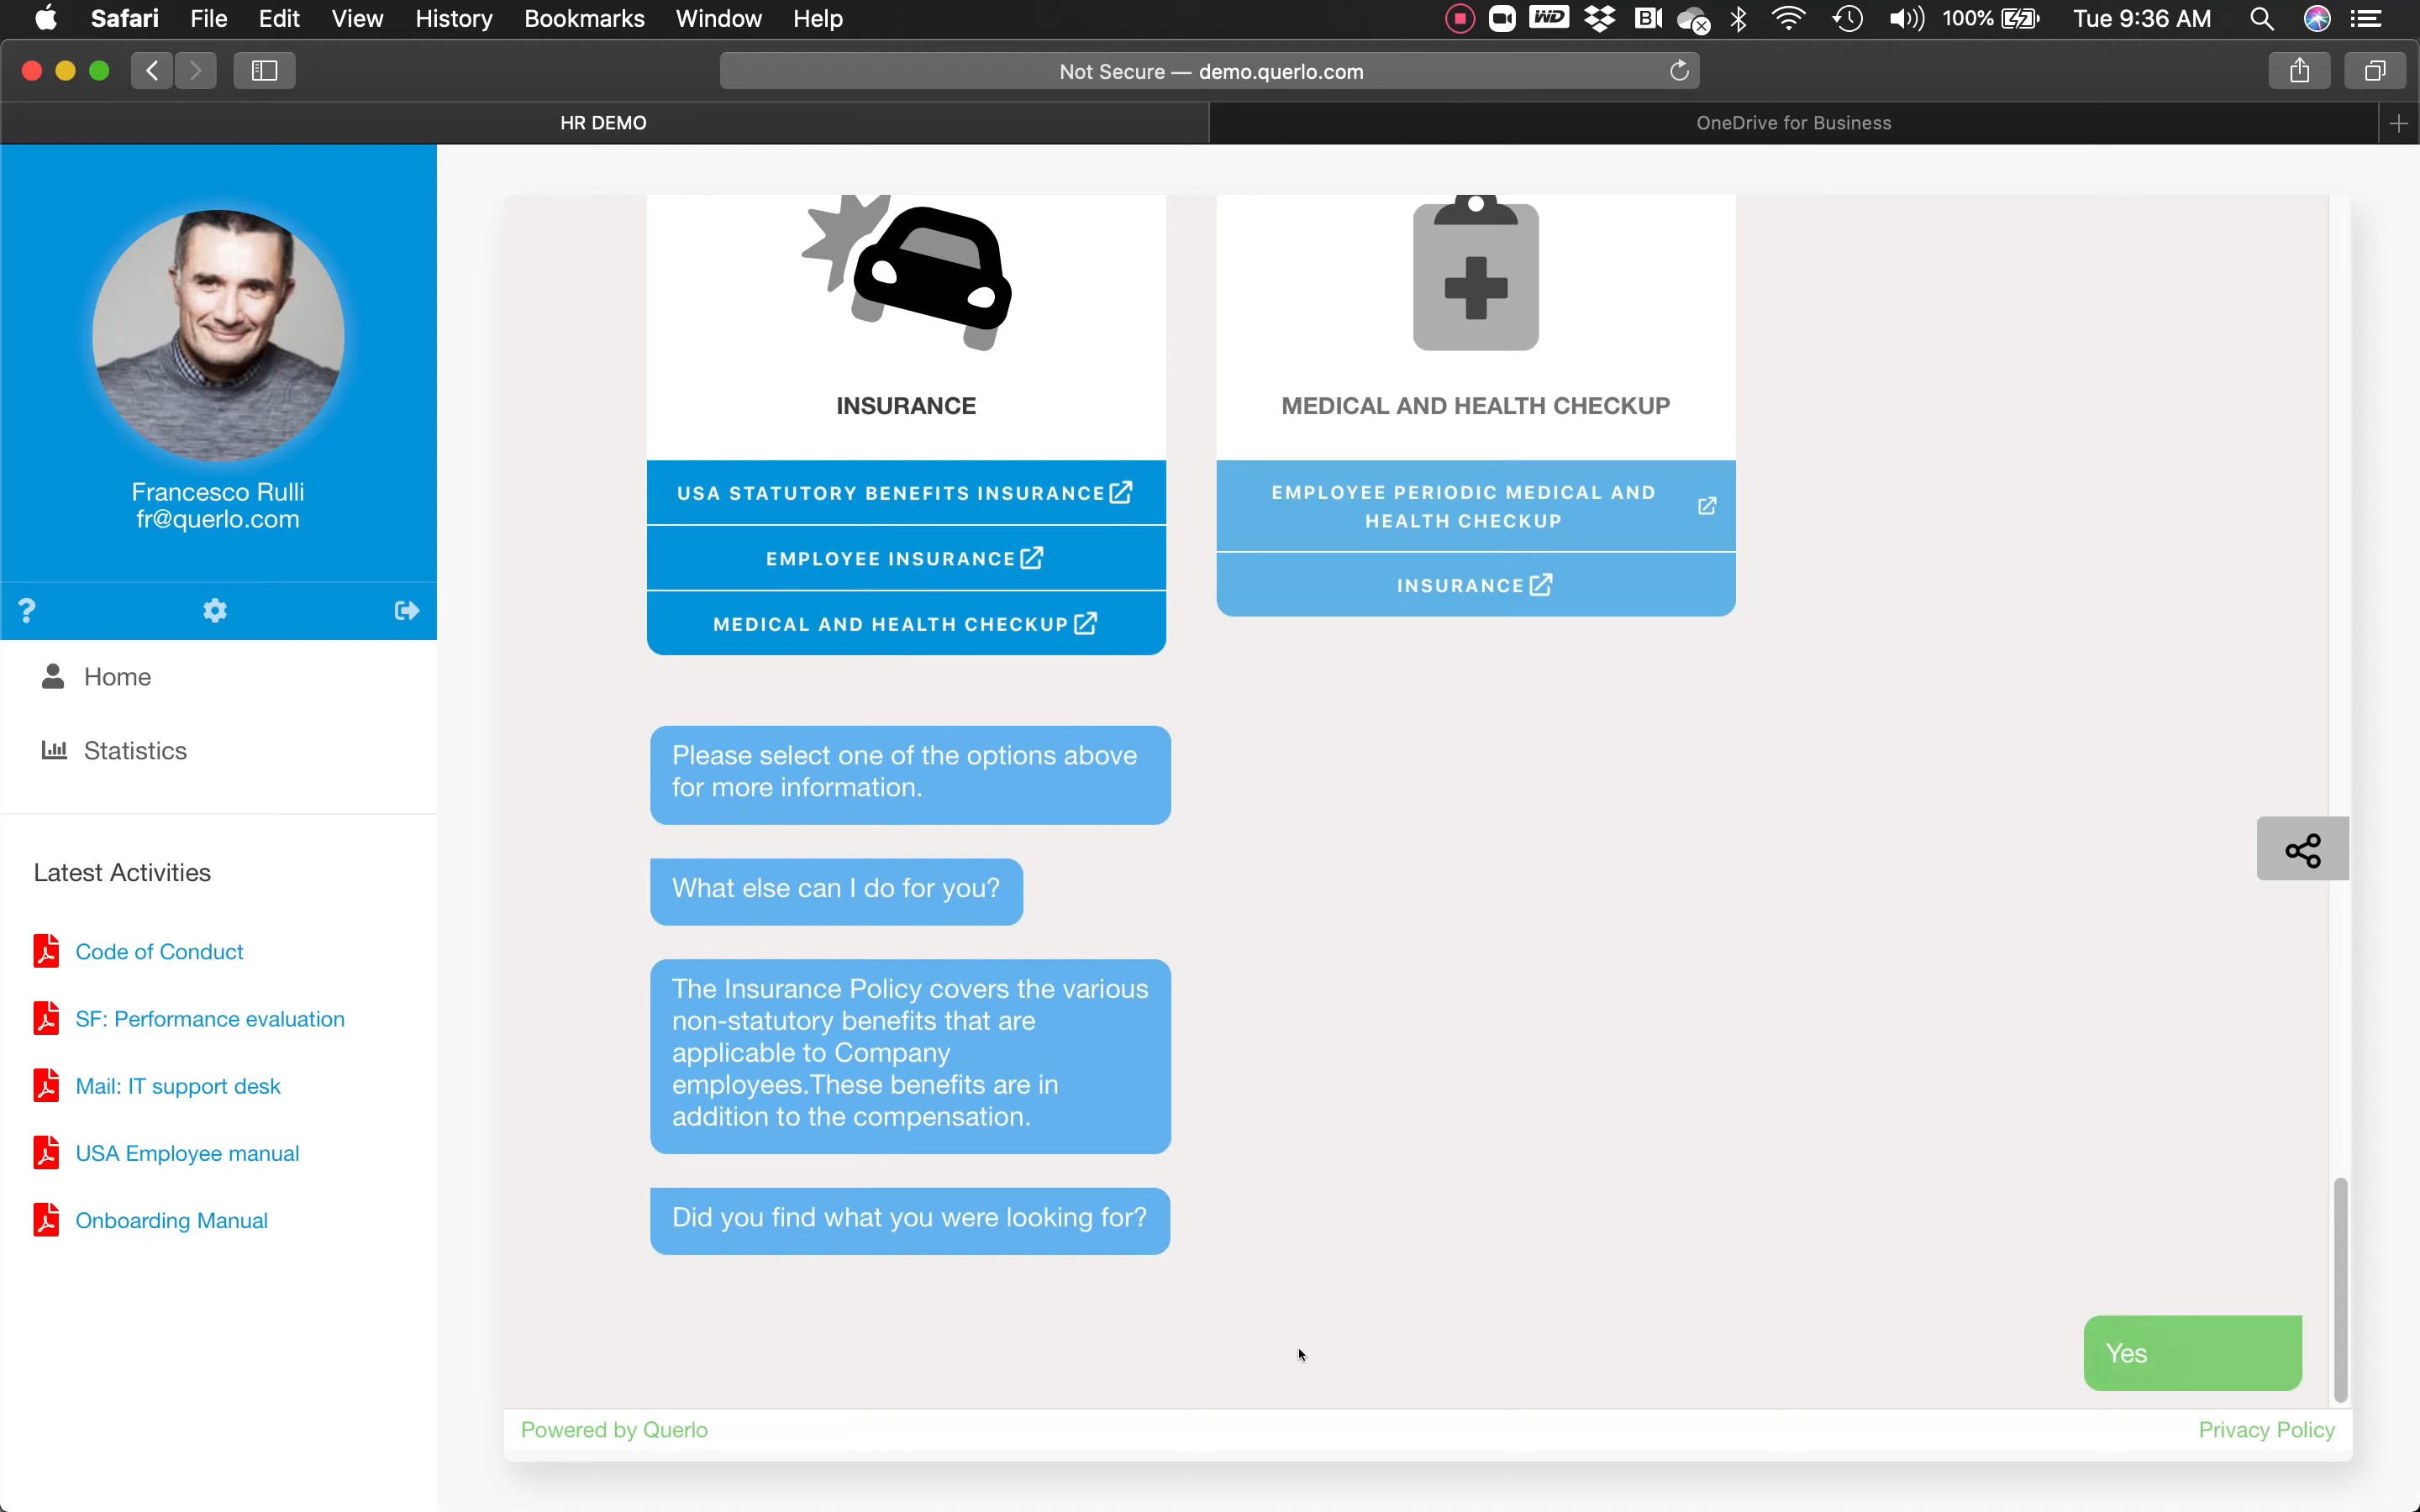 Safari File Edit View History Bookmarks Window Help
WD
100%
Tue 9:36 AM
Not Secure — demo.querlo.com
HR DEMO
OneDrive for Business
Francesco Rulli
fr@querlo.com
?
Home
Statistics
Latest Activities
Code of Conduct
SF: Performance evaluation
Mail: IT support desk
USA Employee manual
Onboarding Manual
INSURANCE
USA STATUTORY BENEFITS INSURANCE
EMPLOYEE INSURANCE
MEDICAL AND HEALTH CHECKUP
MEDICAL AND HEALTH CHECKUP
EMPLOYEE PERIODIC MEDICAL AND
HEALTH CHECKUP
INSURANCE
Please select one of the options above
for more information.
What else can I do for you?
The Insurance Policy covers the various
non-statutory benefits that are
applicable to Company
employees.These benefits are in
addition to the compensation.
Did you find what you were looking for?
Yes
Powered by Querlo
Privacy Policy